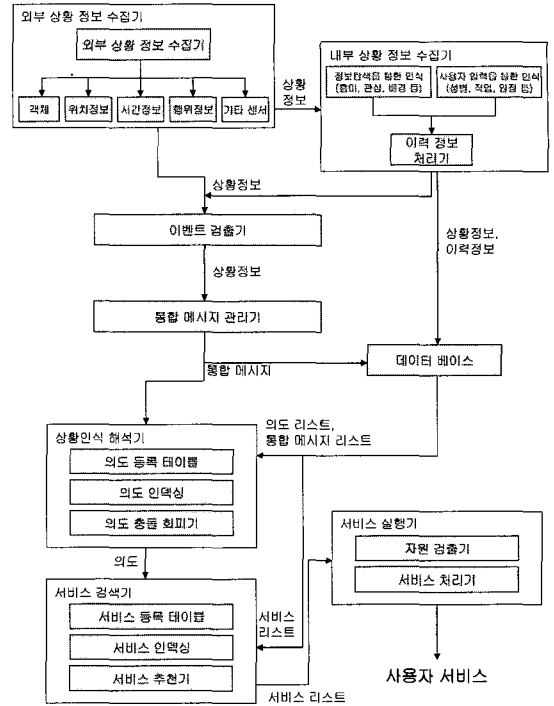 외부 상황 정보 수집기
외부 상황 정보 수집기
객체
위치정보
시간정보
행위정보
기타 센서
상황
정보
내부 상황 정보 수집기
정보탐색을 통한 인식
(흥미, 관심, 배경 등)
사용자 입력을 통한 인식
(성별, 직업, 일정 등)
이력 정보
처리기
상황정보
이벤트 검출기
상황정보,
이력정보
상황정보
통합 메시지 관리기
통합 메시지
데이터 베이스
상황인식 해석기
의도 등록 테이블
의도 인덱싱
의도 충돌 회피기
의도 리스트,
통합 메시지 리스트
의도
서비스 검색기
서비스 등록 테이블
서비스 인덱싱
서비스 추천기
서비스
리스트
서비스 리스트
서비스 실행기
자원 검출기
서비스 처리기
사용자 서비스